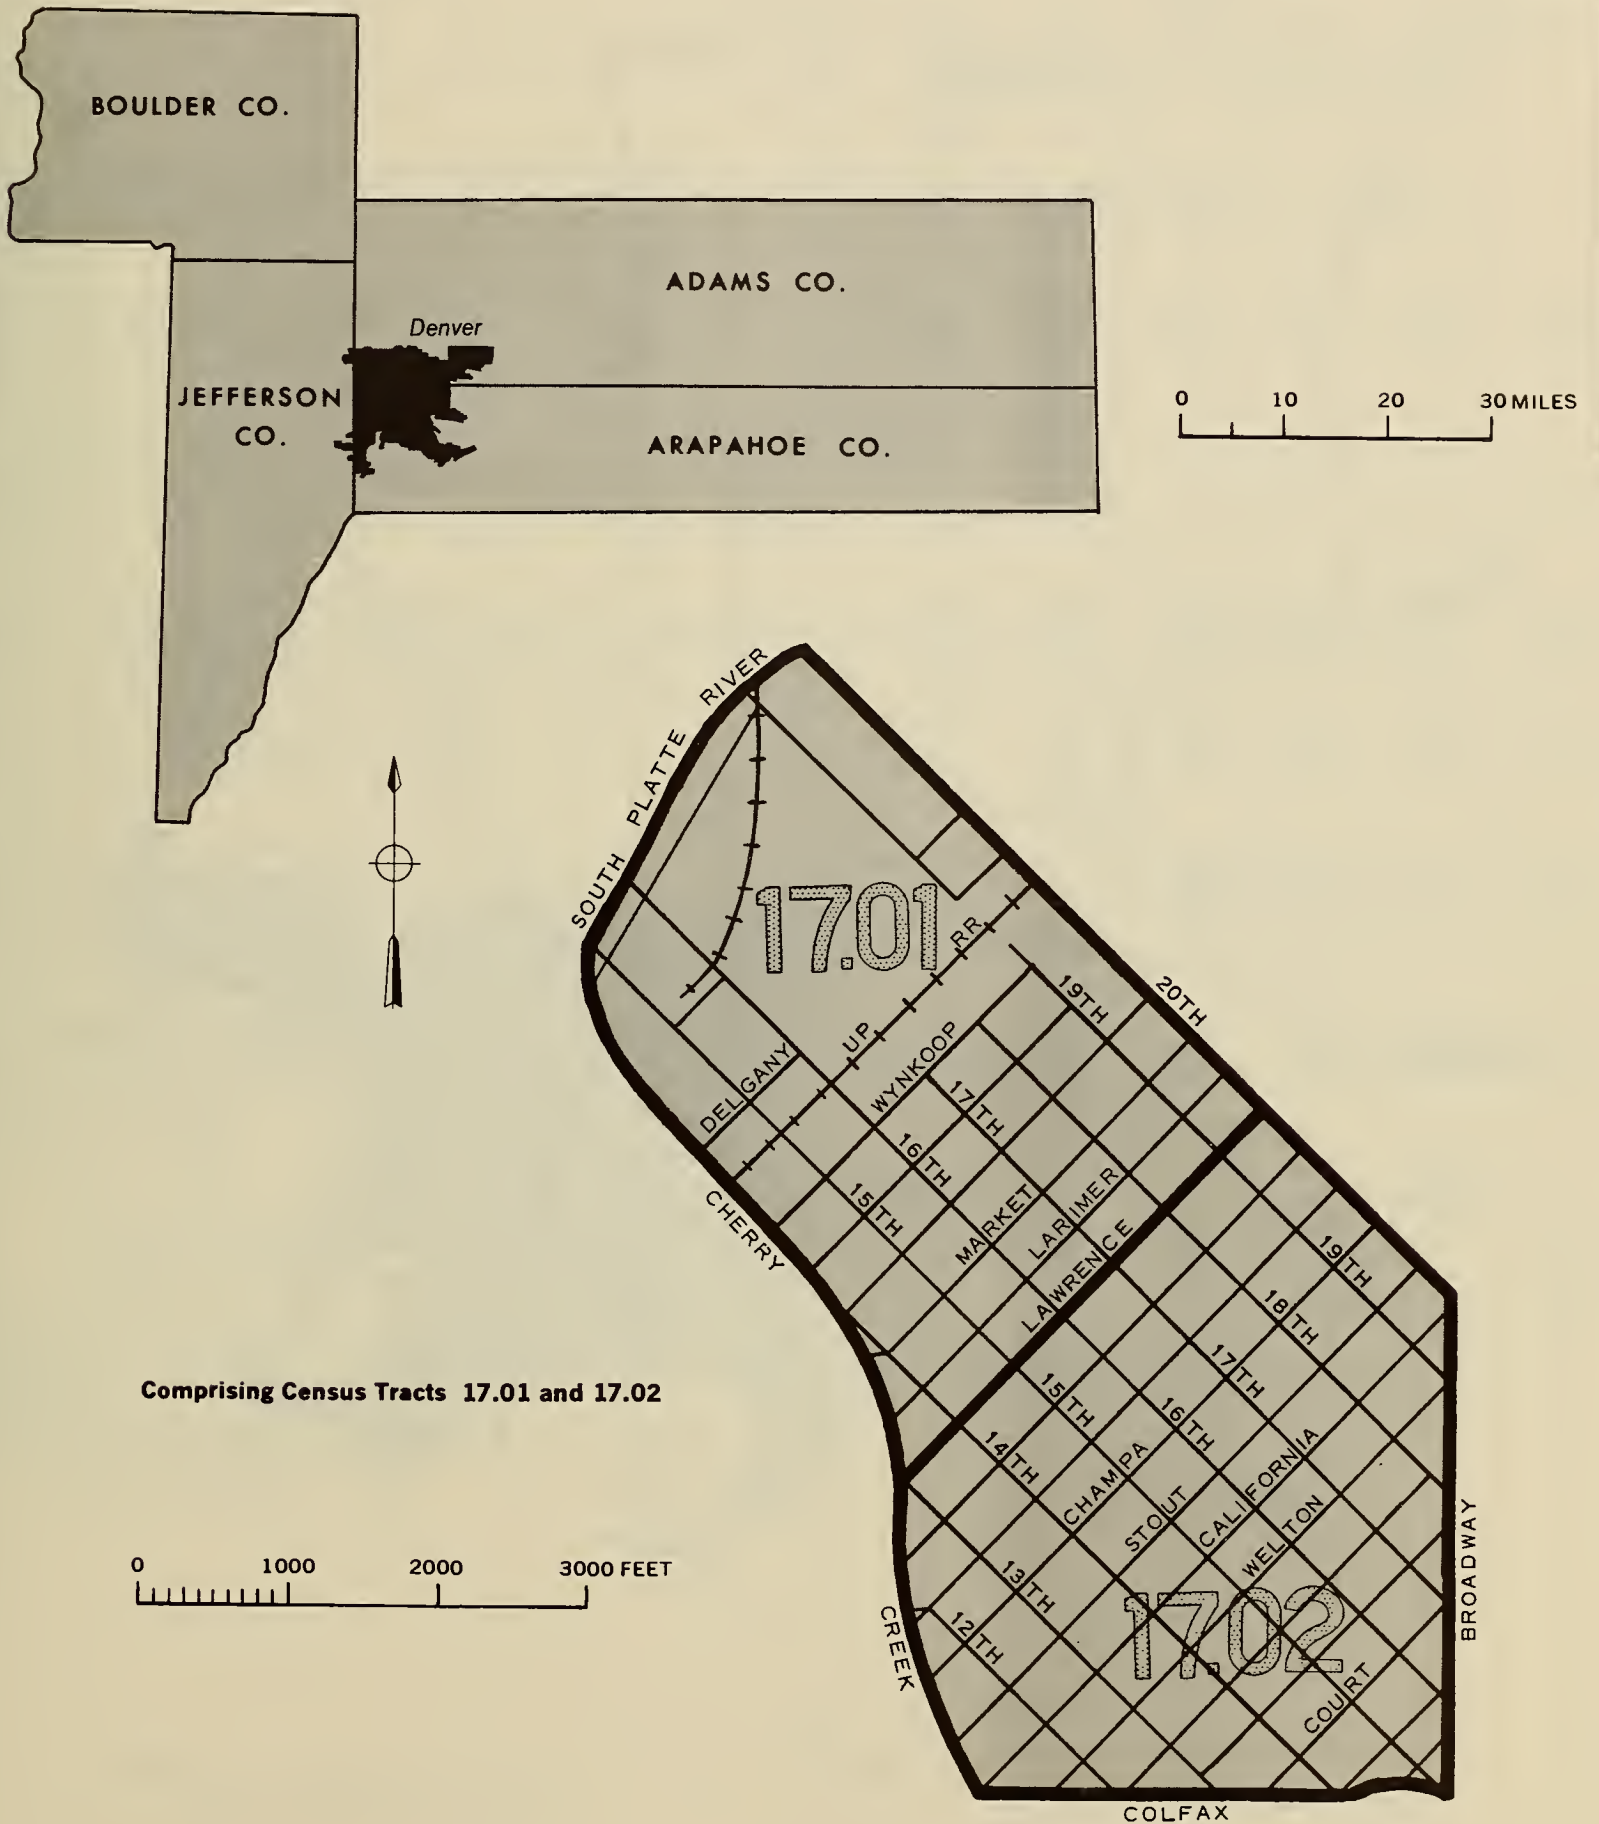 BOULDER CO.
ADAMS CO.
Denver
JEFFERSON
CO.
ARAPAHOE CO.
0 10 20 30 MILES
SOUTH PLATTE RIVER
17.01
RR
UP
20TH
19TH
WYNKOOP
DELGANY
17TH
16TH
15TH
MARKET
LARIMER
LAWRENCE
CHERRY
19TH
18TH
17TH
16TH
15TH
14TH
CHAMPA
STOUT
CALIFORNIA
WELTON
13TH
12TH
17.02
COURT
BROADWAY
CREEK
COLFAX
Comprising Census Tracts 17.01 and 17.02
0 1000 2000 3000 FEET